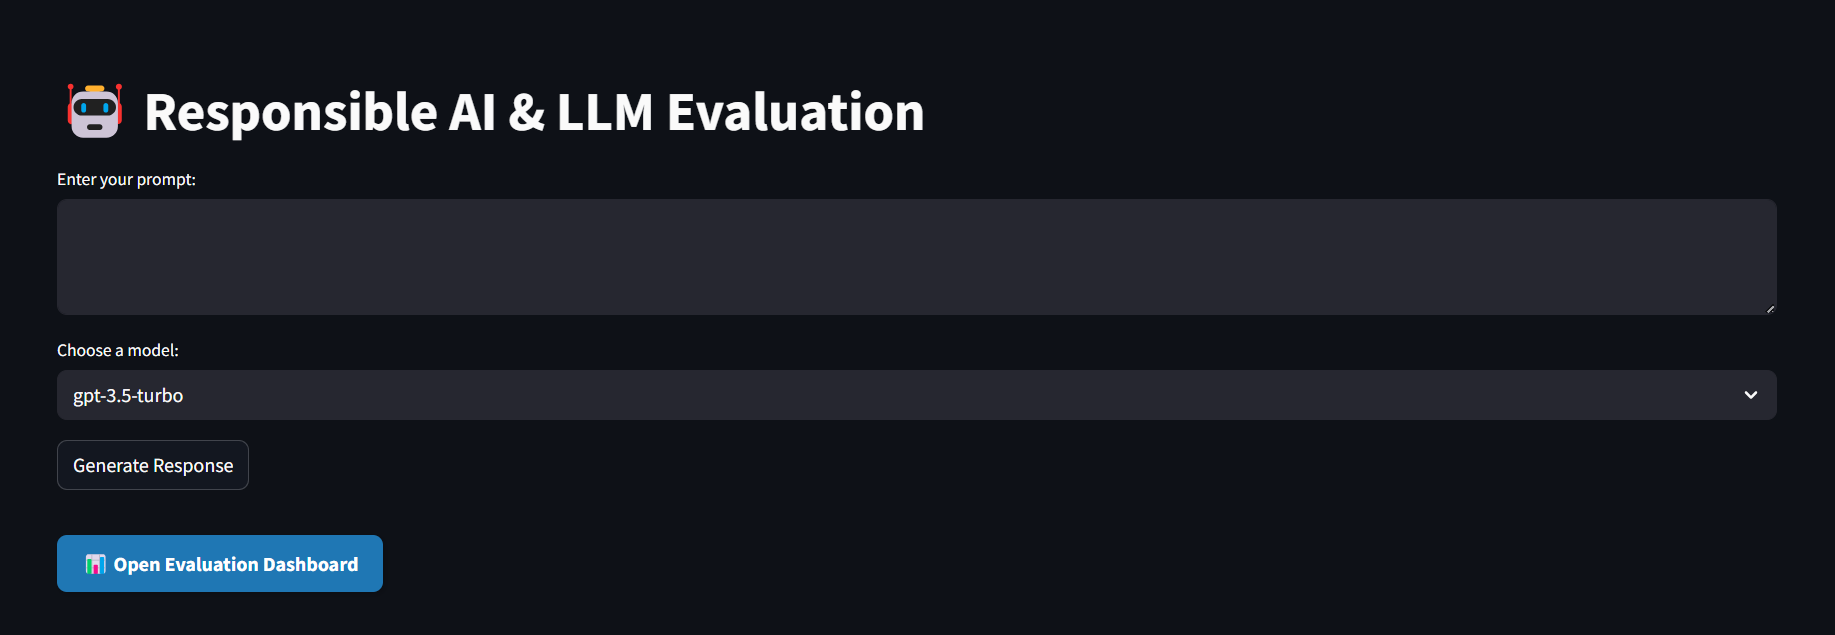 Responsible AI & LLM Evaluation
Enter your prompt:
Choose a model:
gpt-3.5-turbo
Generate Response
Open Evaluation Dashboard